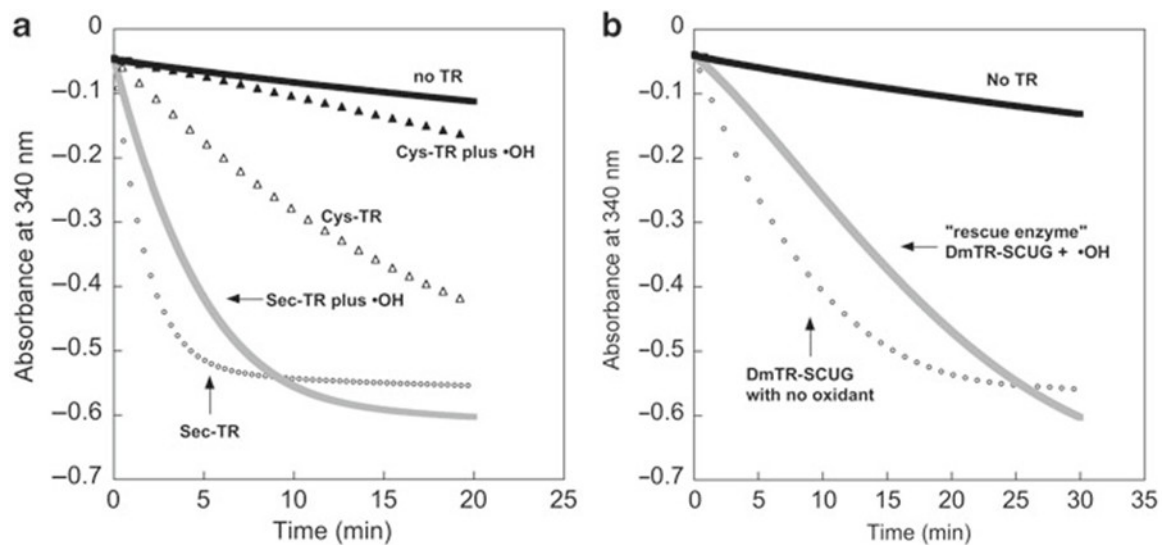 a
Absorbance at 340 nm
0
–0.1
–0.2
–0.3
–0.4
–0.5
–0.6
–0.7
no TR
Cys-TR plus •OH
Cys-TR
Sec-TR plus •OH
Sec-TR
0 5 10 15 20 25
Time (min)
b
Absorbance at 340 nm
0
–0.1
–0.2
–0.3
–0.4
–0.5
–0.6
–0.7
No TR
"rescue enzyme"
DmTR-SCUG + •OH
DmTR-SCUG
with no oxidant
0 5 10 15 20 25 30 35
Time (min)